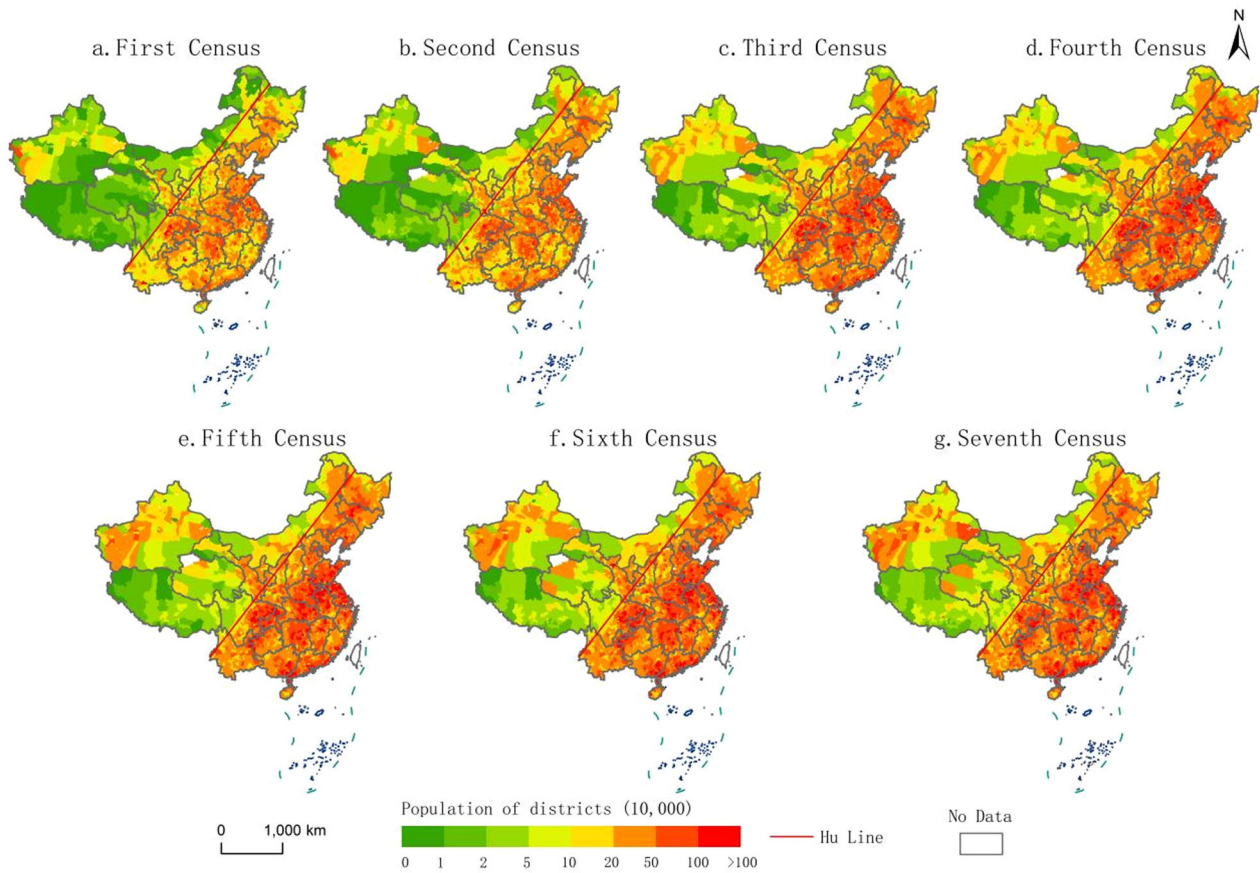 N
a.First Census
b.Second Census
c.Third Census
d.Fourth Census
e.Fifth Census
f.Sixth Census
g.Seventh Census
Population of districts (10,000)
0 1 2 5 10 20 50 100 >100
0 1,000 km
Hu Line
No Data